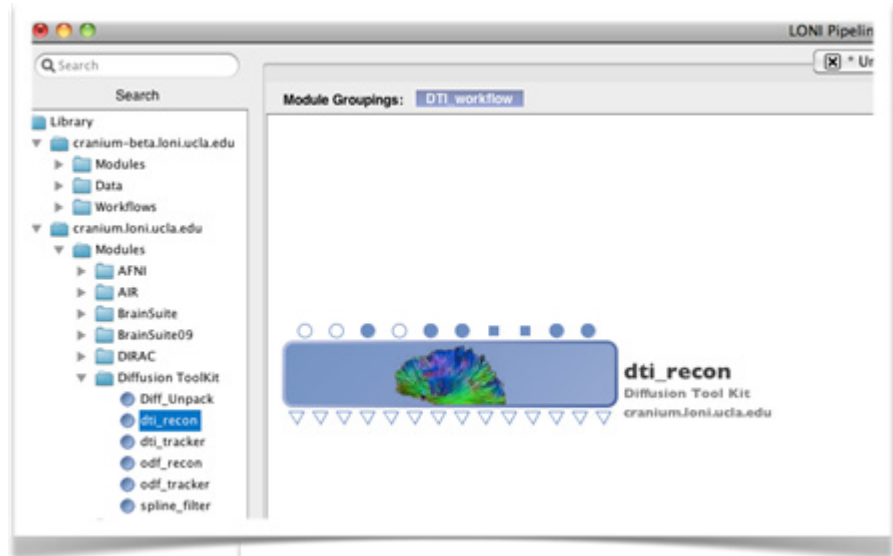 LONI Pipelin
Search
* Un
Search
Module Groupings: DTI_workflow
Library
cranium-beta.loni.ucla.edu
Modules
Data
Workflows
cranium.loni.ucla.edu
Modules
AFNI
AIR
BrainSuite
BrainSuite09
DIRAC
Diffusion ToolKit
Diff_Unpack
dti_recon
dti_tracker
odf_recon
odf_tracker
spline_filter
dti_recon
Diffusion Tool Kit
cranium.loni.ucla.edu